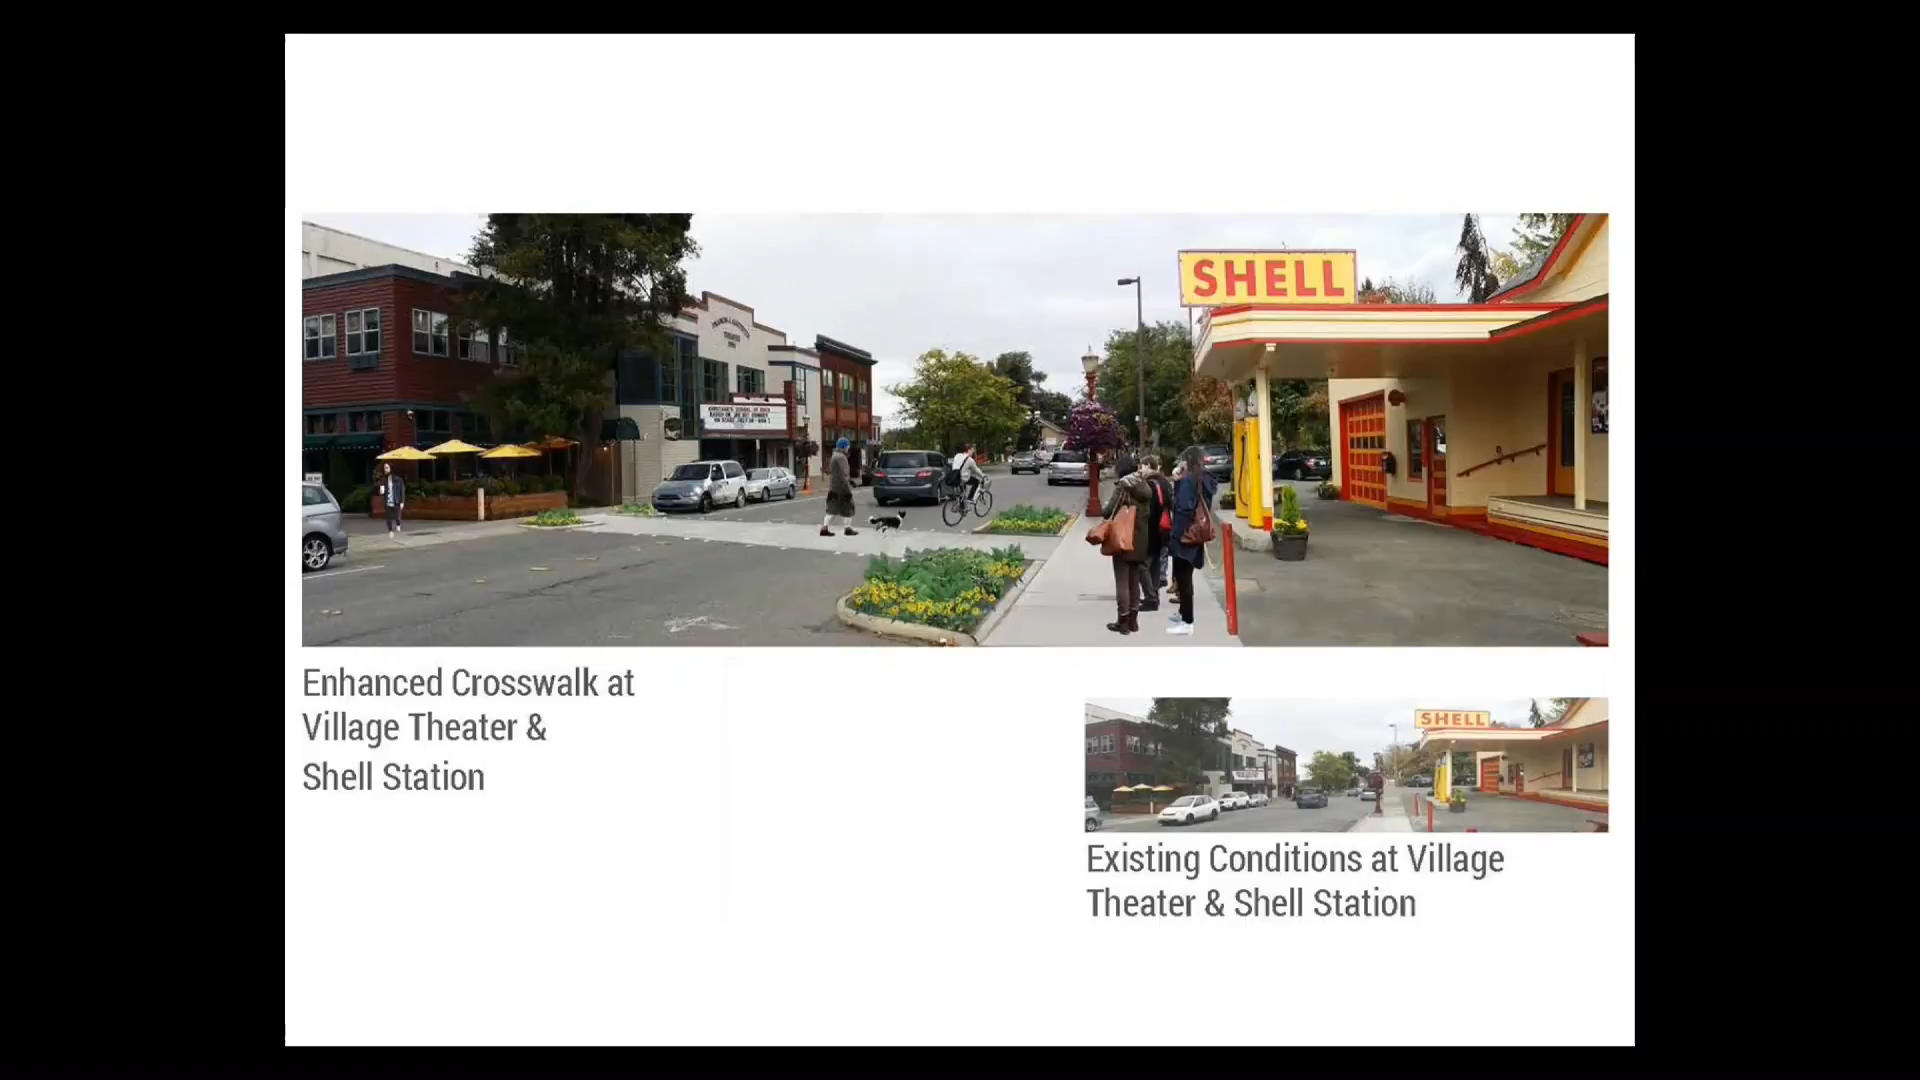 SHELL
Enhanced Crosswalk at
Village Theater &
Shell Station
SHELL
Existing Conditions at Village
Theater & Shell Station